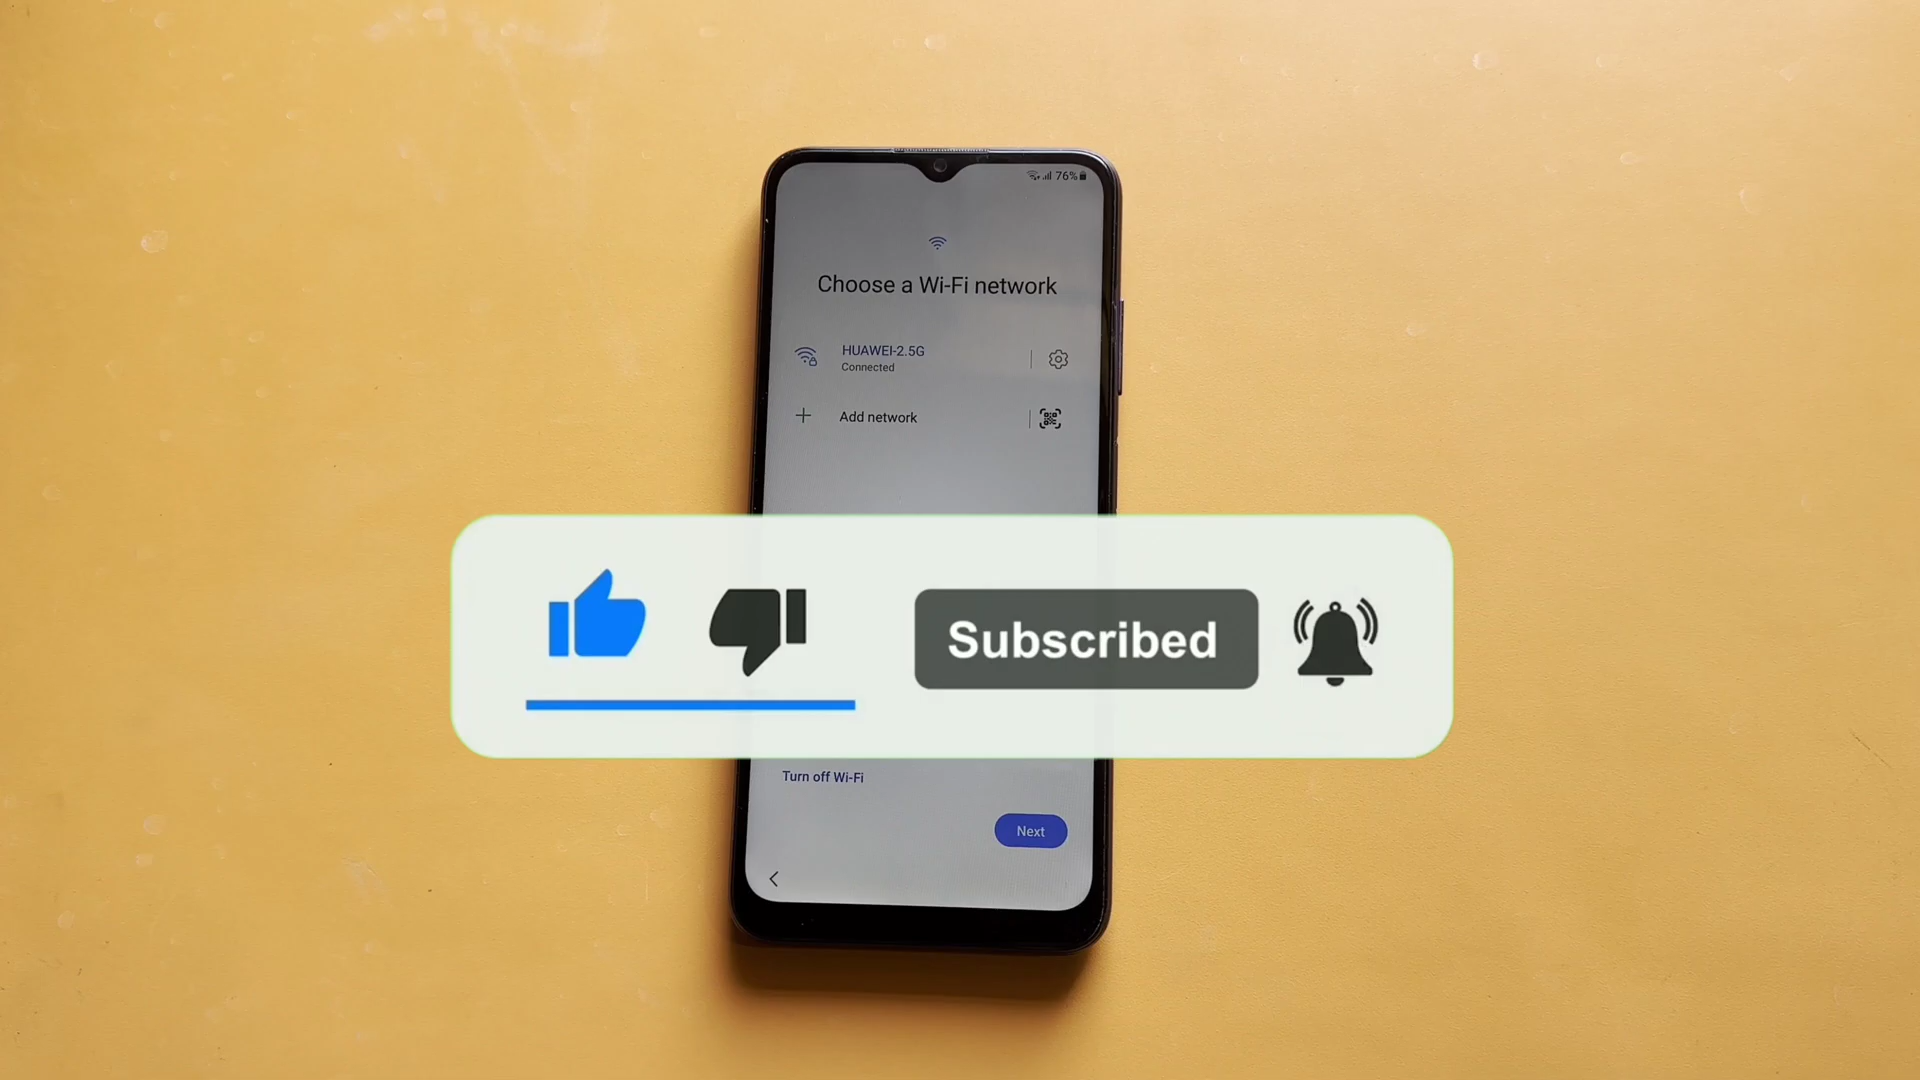 76%
Choose a Wi-Fi network
HUAWEI-2.5G
Connected
Add network
Subscribed
Turn off Wi-Fi
Next